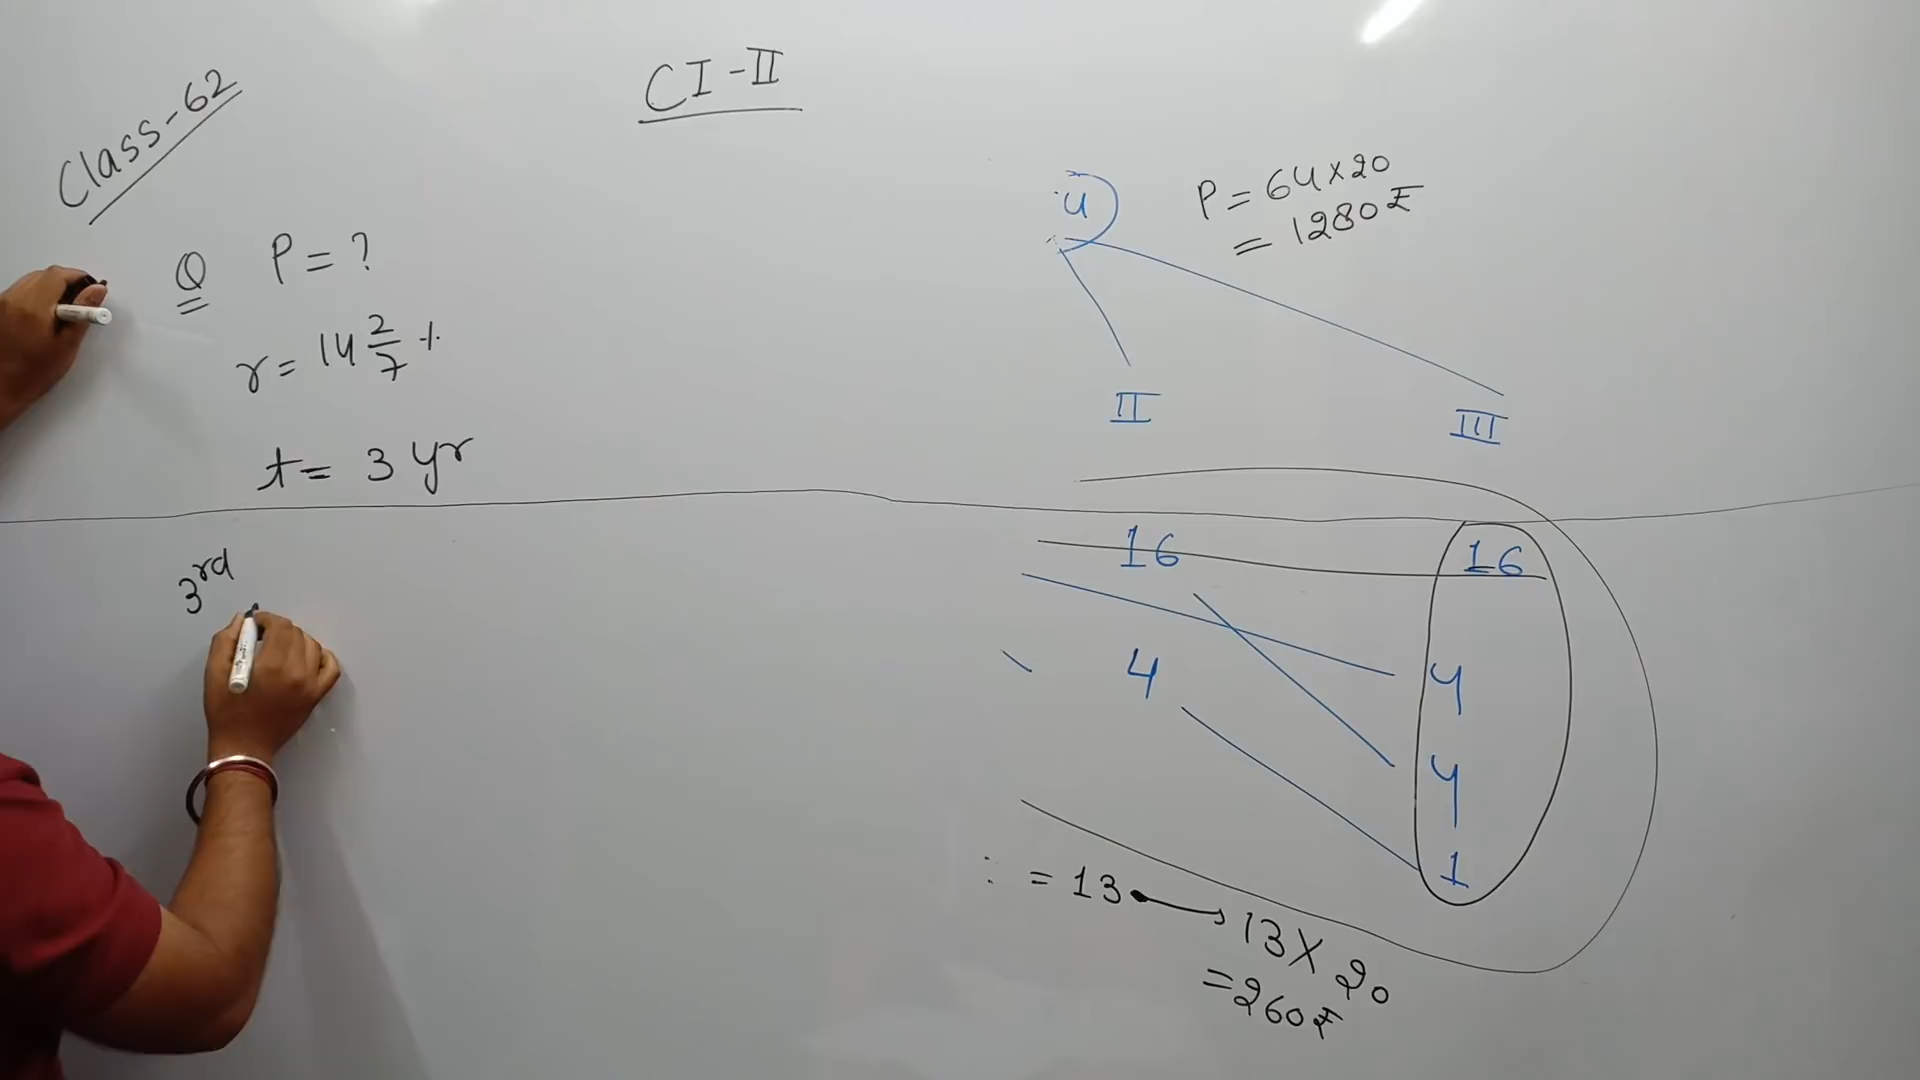 Class-62
CI-II
Q P = ?
r = 14 2/7 %
t = 3 yr
3rd
4
P = 64 × 20
= 1280 ₹
II III
16 16
4 4
4
1
= 13 → 13 × 20
= 260 ₹